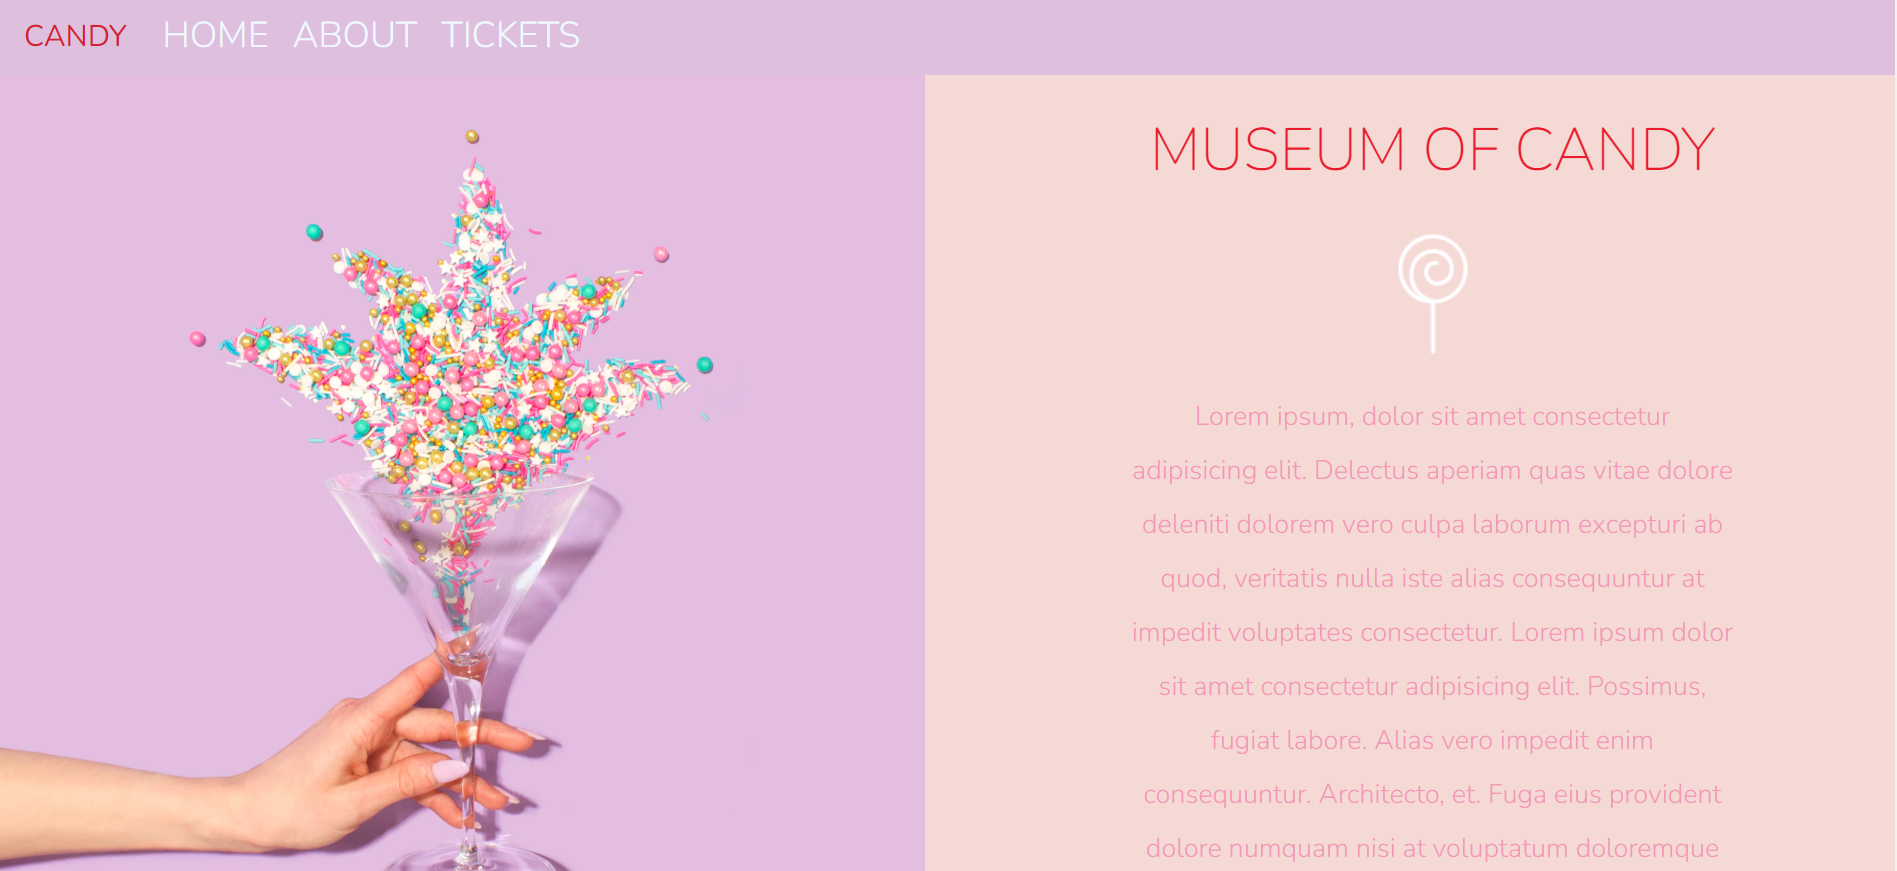 CANDY HOME ABOUT TICKETS
MUSEUM OF CANDY
Lorem ipsum, dolor sit amet consectetur
adipisicing elit. Delectus aperiam quas vitae dolore
deleniti dolorem vero culpa laborum excepturi ab
quod, veritatis nulla iste alias consequuntur at
impedit voluptates consectetur. Lorem ipsum dolor
sit amet consectetur adipisicing elit. Possimus,
fugiat labore. Alias vero impedit enim
consequuntur. Architecto, et. Fuga eius provident
dolore numquam nisi at voluptatum doloremque